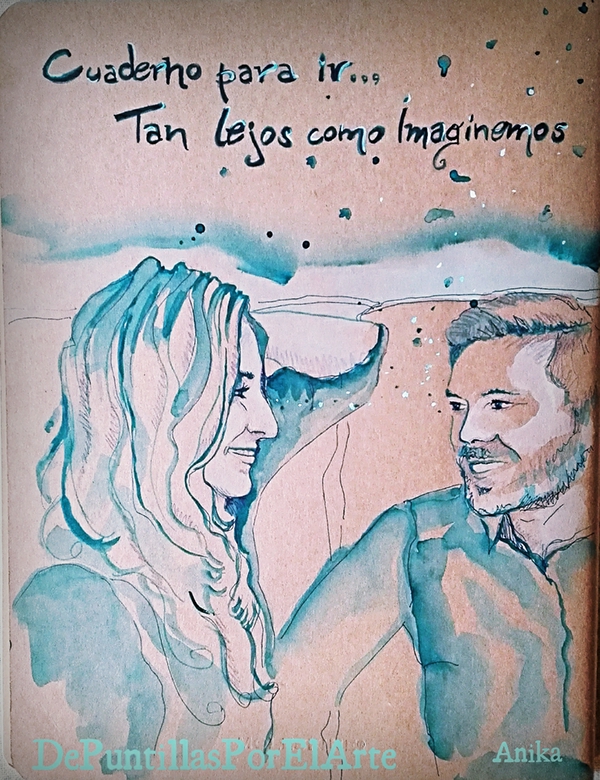 Cuaderno para ir...
Tan lejos como Imaginemos
DePuntillasPorElArte
Anika